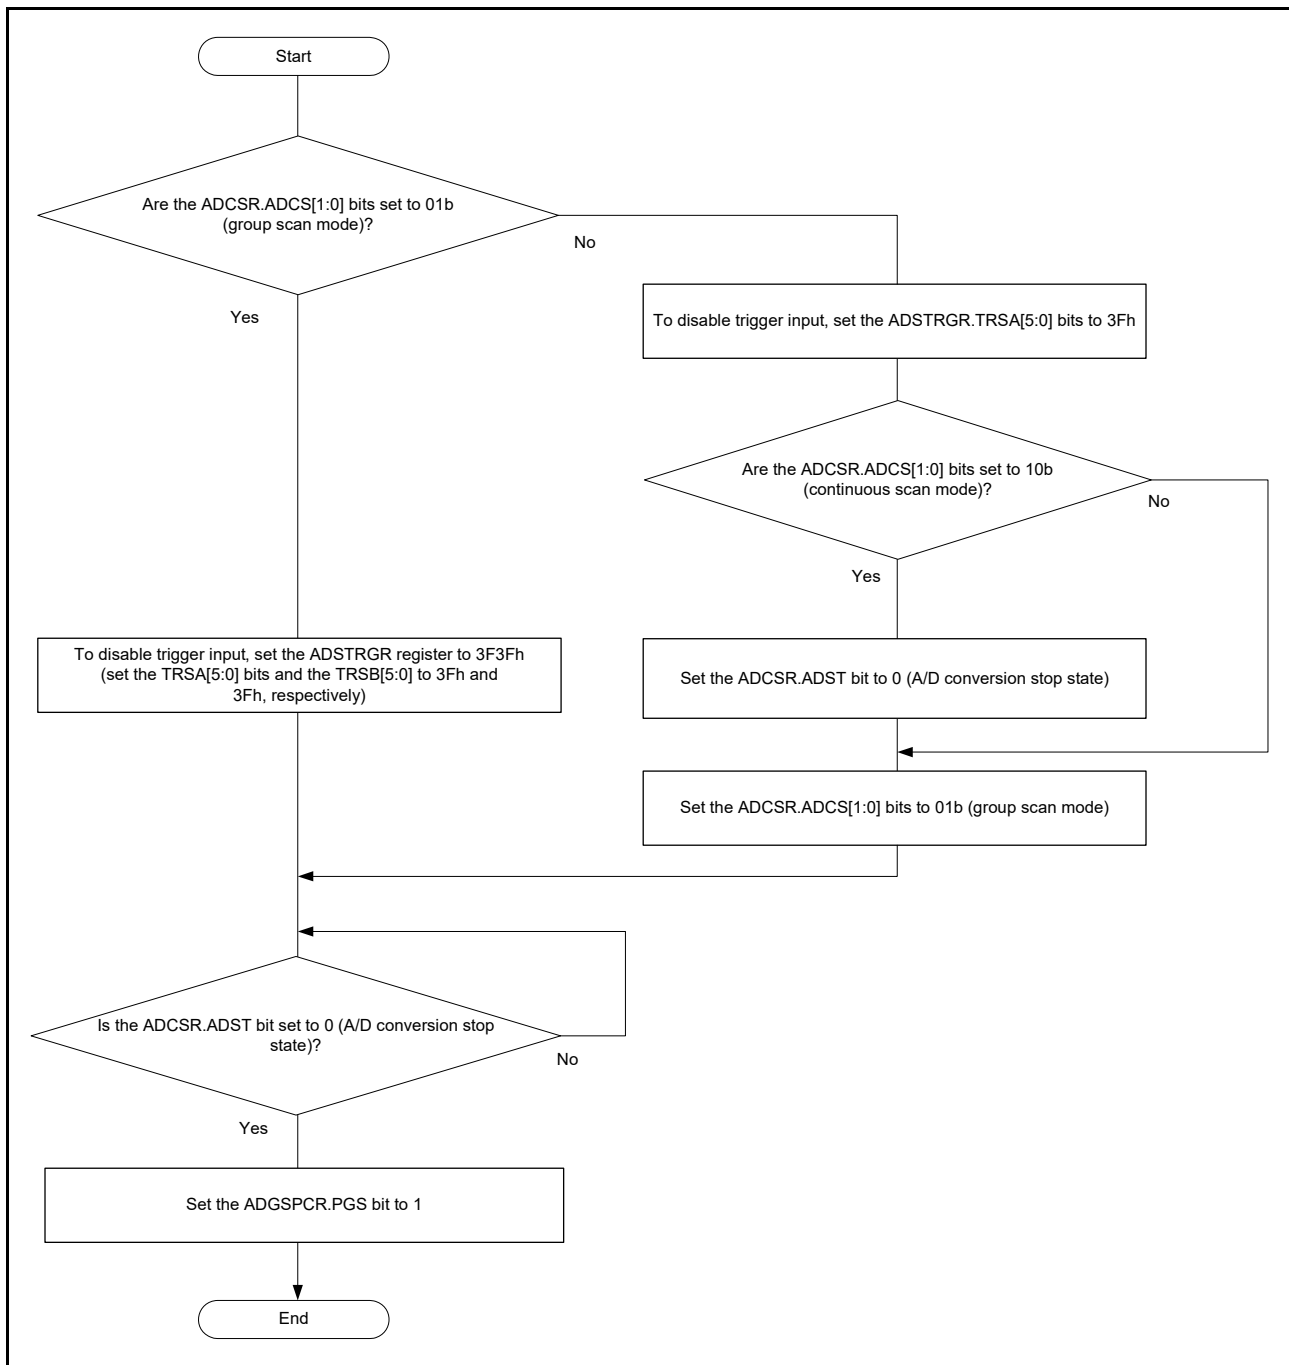 Start
Are the ADCSR.ADCS[1:0] bits set to 01b
(group scan mode)?
No
Yes
To disable trigger input, set the ADSTRGR.TRSA[5:0] bits to 3Fh
Are the ADCSR.ADCS[1:0] bits set to 10b
(continuous scan mode)?
No
Yes
To disable trigger input, set the ADSTRGR register to 3F3Fh
(set the TRSA[5:0] bits and the TRSB[5:0] to 3Fh and
3Fh, respectively)
Set the ADCSR.ADST bit to 0 (A/D conversion stop state)
Set the ADCSR.ADCS[1:0] bits to 01b (group scan mode)
Is the ADCSR.ADST bit set to 0 (A/D conversion stop
state)?
No
Yes
Set the ADGSPCR.PGS bit to 1
End